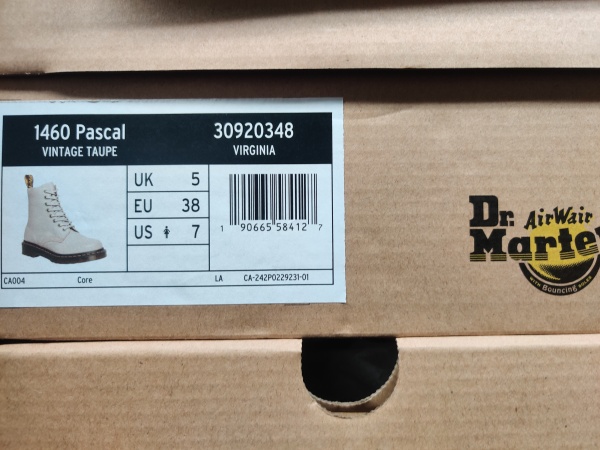 1460 Pascal 30920348
VINTAGE TAUPE VIRGINIA
UK 5
EU 38
US 7
1 90665 58412 7
CA004 Core LA CA-242P0229231-01
Dr. AirWair
Marte
WITH Bouncing SOLES